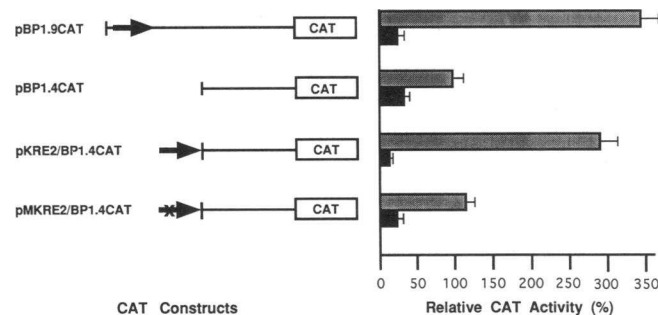 pBP1.9CAT
CAT
pBP1.4CAT
CAT
pKRE2/BP1.4CAT
CAT
pMKRE2/BP1.4CAT
x
CAT
0 50 100 150 200 250 300 350
CAT Constructs
Relative CAT Activity (%)